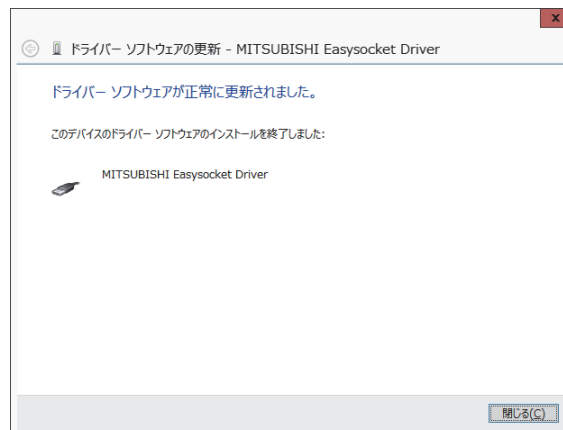 x
ドライバー ソフトウェアの更新 - MITSUBISHI Easysocket Driver
ドライバー ソフトウェアが正常に更新されました。
このデバイスのドライバー ソフトウェアのインストールを終了しました:
MITSUBISHI Easysocket Driver
閉じる(C)